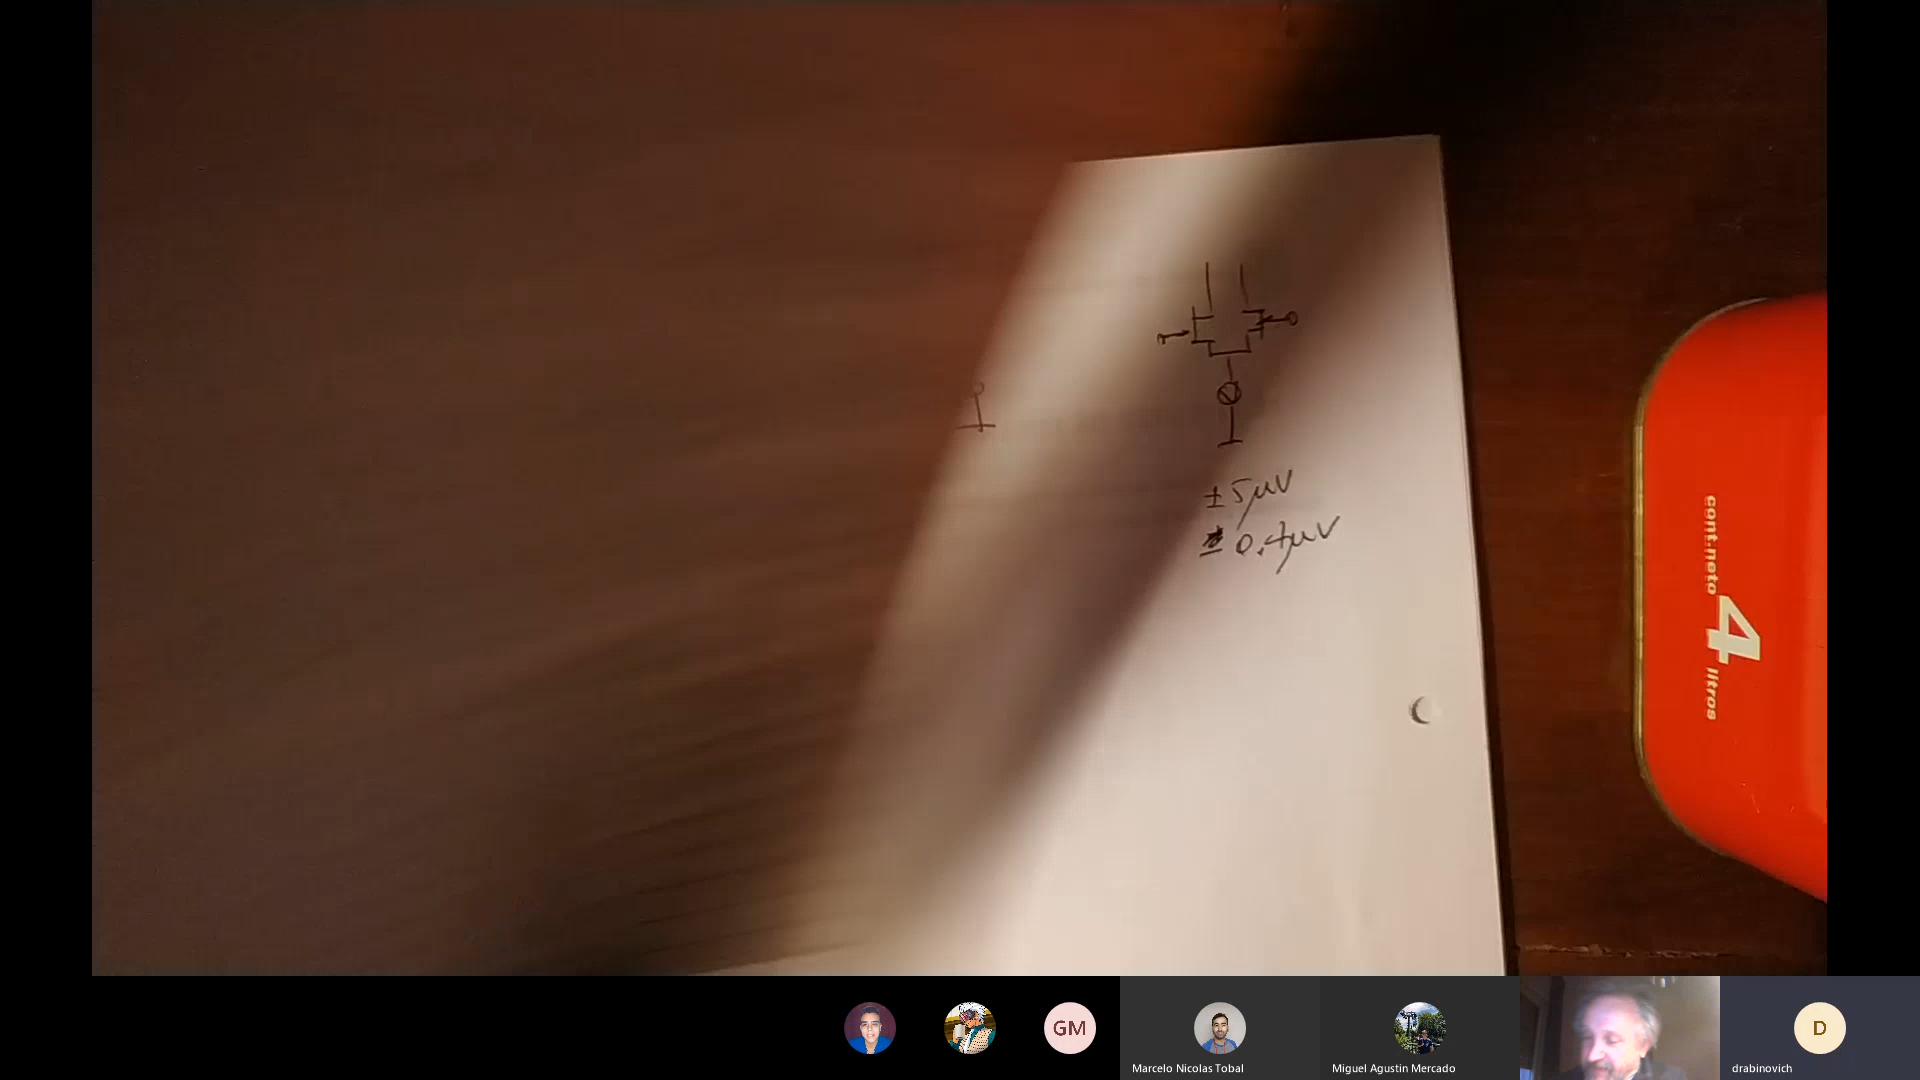 ±5μV
± 0.4μV
cont.neto 4 litros
GM
Marcelo Nicolas Tobal
Miguel Agustin Mercado
D
drabinovich